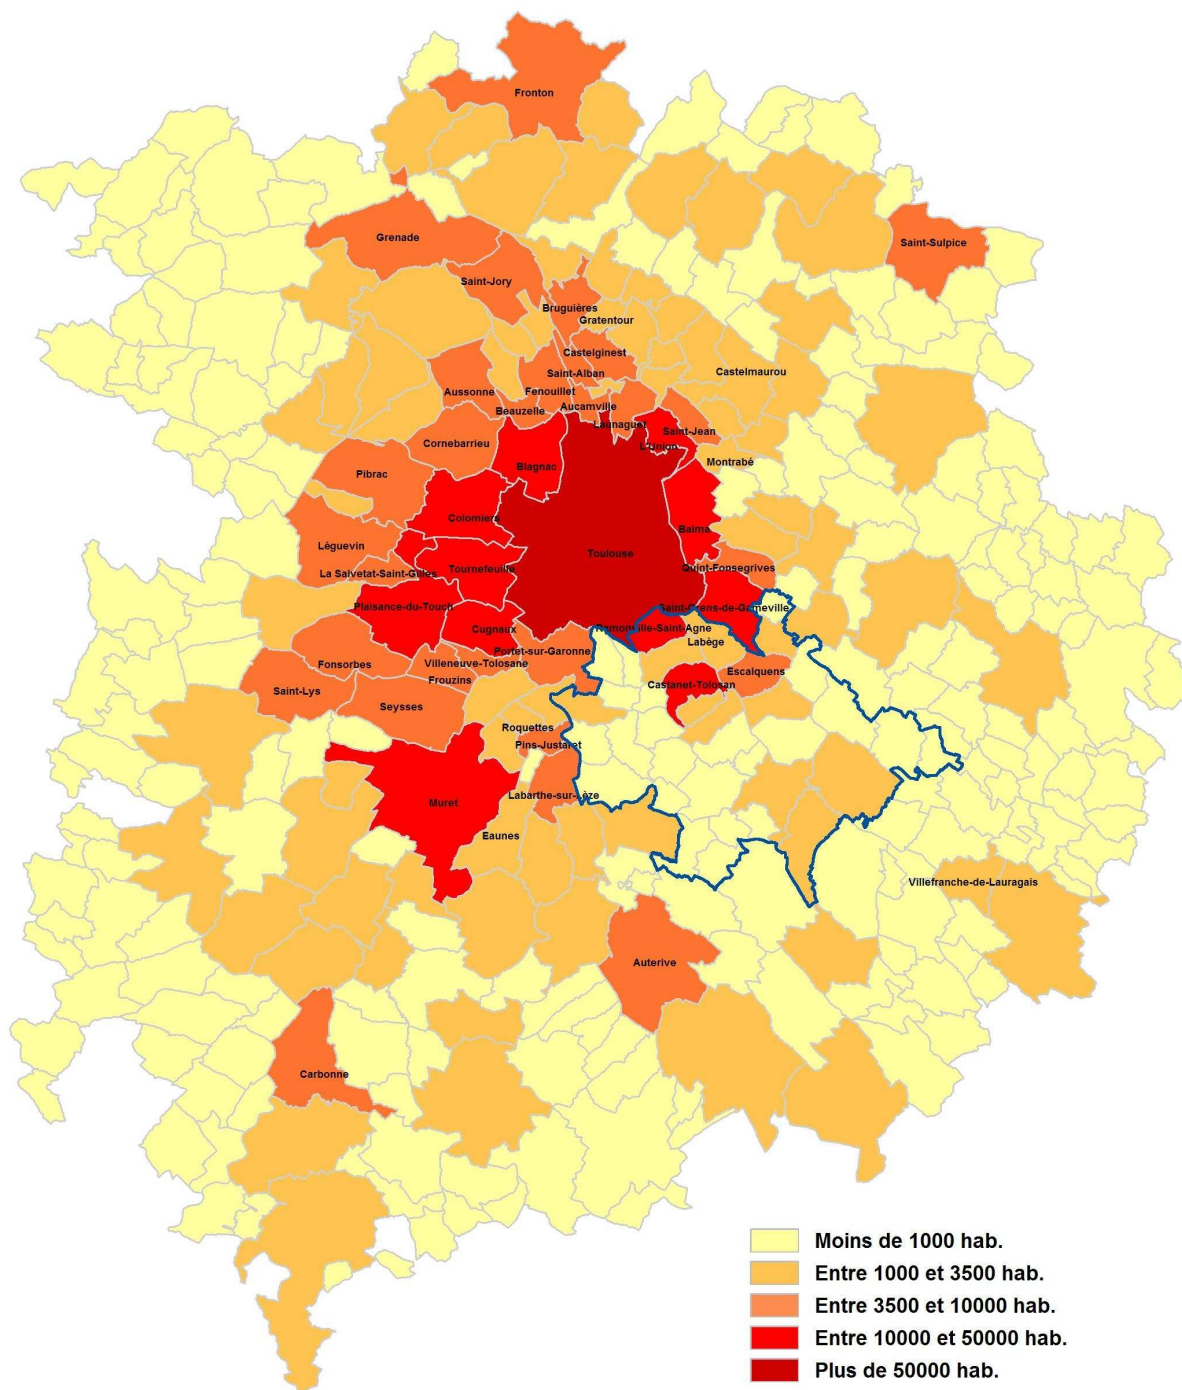 Fronton
Grenade
Saint-Sulpice
Saint-Jory
Bruguières
Gratentour
Castelginest
Saint-Alban
Castelmaurou
Aussonne
Fenouillet
Beauzelle
Aucamville
Launaguet
Saint-Jean
Cornebarrieu
L'Union
Blagnac
Montrabé
Pibrac
Colomiers
Balma
Léguevin
Toulouse
La Salvetat-Saint-Gilles
Tournefeuille
Quint-Fonsegrives
Plaisance-du-Touch
Saint-Orens-de-Gameville
Cugnaux
Ramonville-Saint-Agne
Labège
Portet-sur-Garonne
Fonsorbes
Villeneuve-Tolosane
Escalquens
Frouzins
Castanet-Tolosan
Saint-Lys
Seysses
Roquettes
Pins-Justaret
Labarthe-sur-Lèze
Muret
Eaunes
Villefranche-de-Lauragais
Auterive
Carbonne
Moins de 1000 hab.
Entre 1000 et 3500 hab.
Entre 3500 et 10000 hab.
Entre 10000 et 50000 hab.
Plus de 50000 hab.